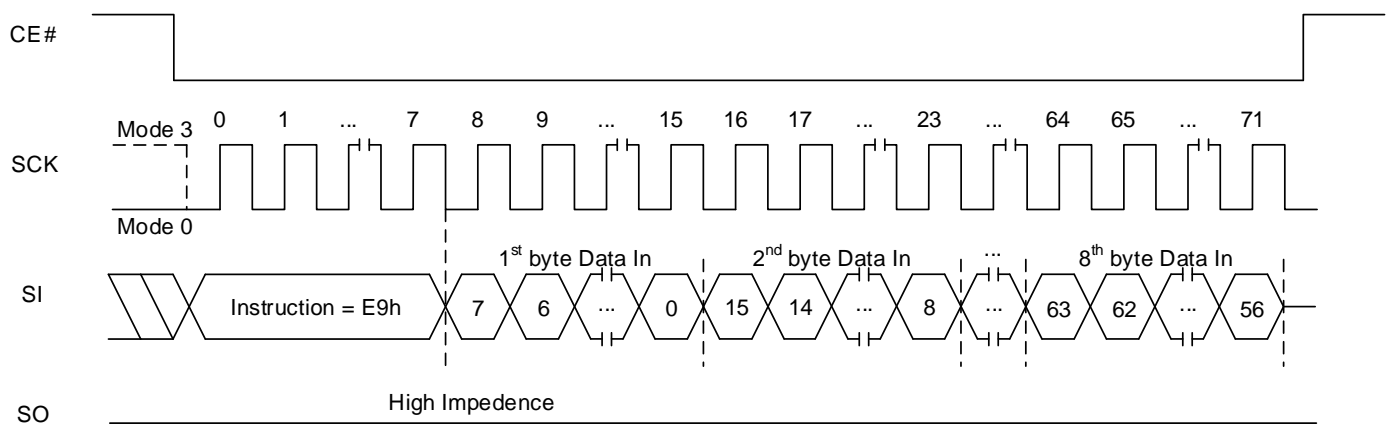 CE#
0 1 ... 7 8 9 ... 15 16 17 ... 23 ... 64 65 ... 71
Mode 3
SCK
Mode 0
1st byte Data In 2nd byte Data In ... 8th byte Data In
SI Instruction = E9h 7 6 ... 0 15 14 ... 8 ... 63 62 ... 56
High Impedence
SO